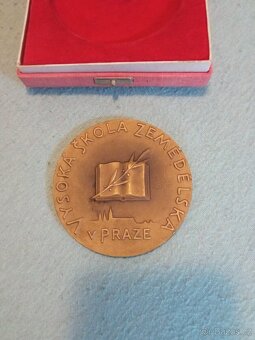 VYSOKÁ ŠKOLA ZEMĚDĚLSKÁ
V PRAZE